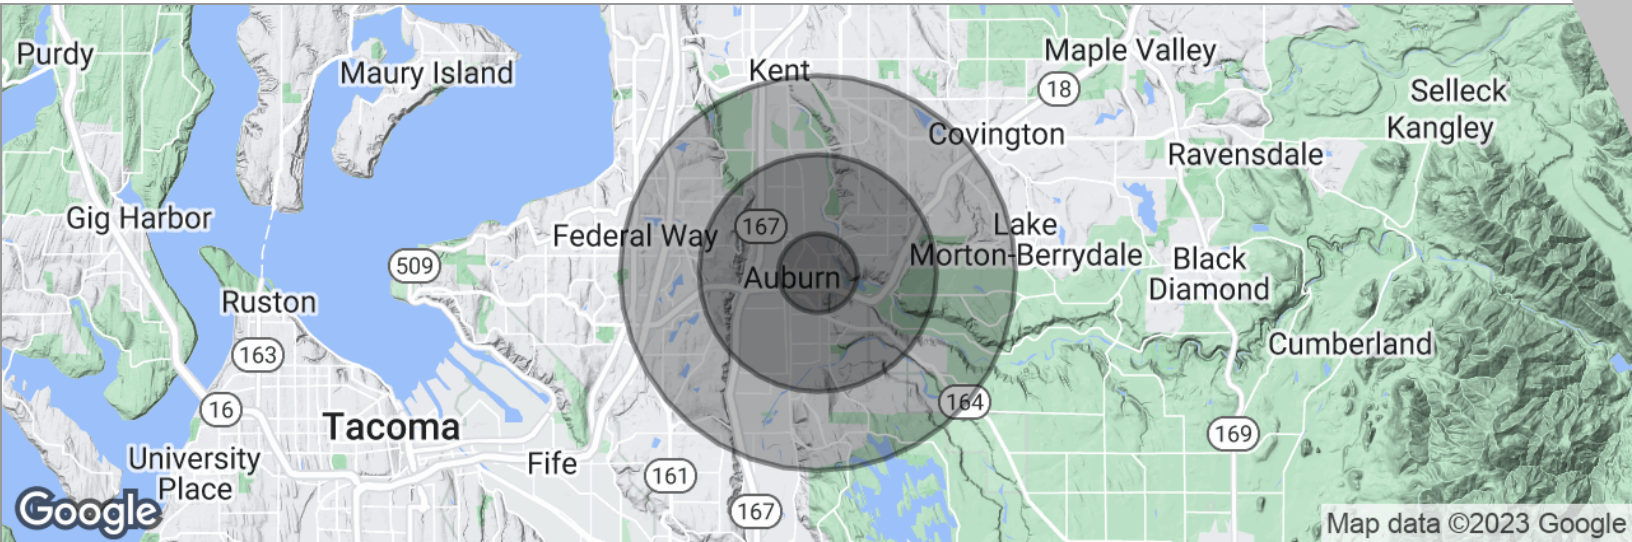 Purdy
Maury Island
Kent
Maple Valley
18
Selleck
Kangley
Covington
Ravensdale
Gig Harbor
Federal Way
167
Lake
Morton-Berrydale
509
Auburn
Black
Diamond
Ruston
163
Cumberland
16
Tacoma
164
169
University
Place
Fife
161
167
Google
Map data ©2023 Google